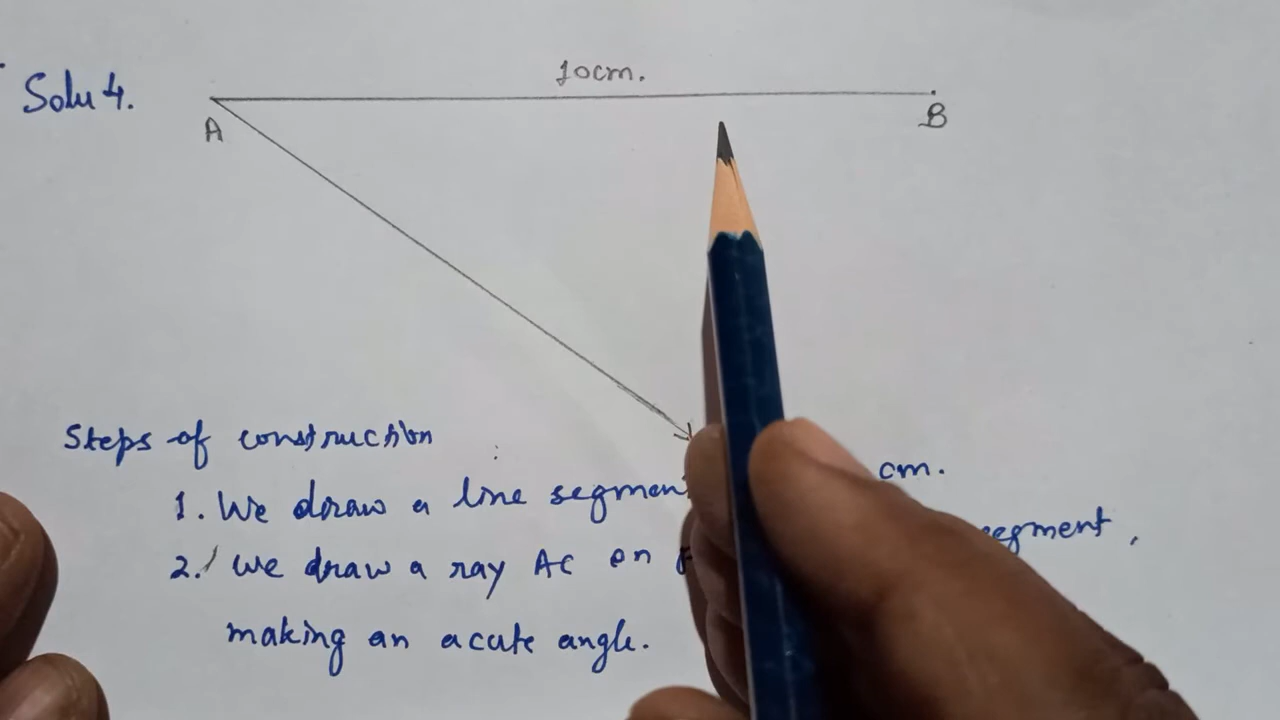 Solu 4.
10cm.
A
B
Steps of construction
1. We draw a line segmen cm.
2. We draw a ray AC on segment,
making an acute angle.